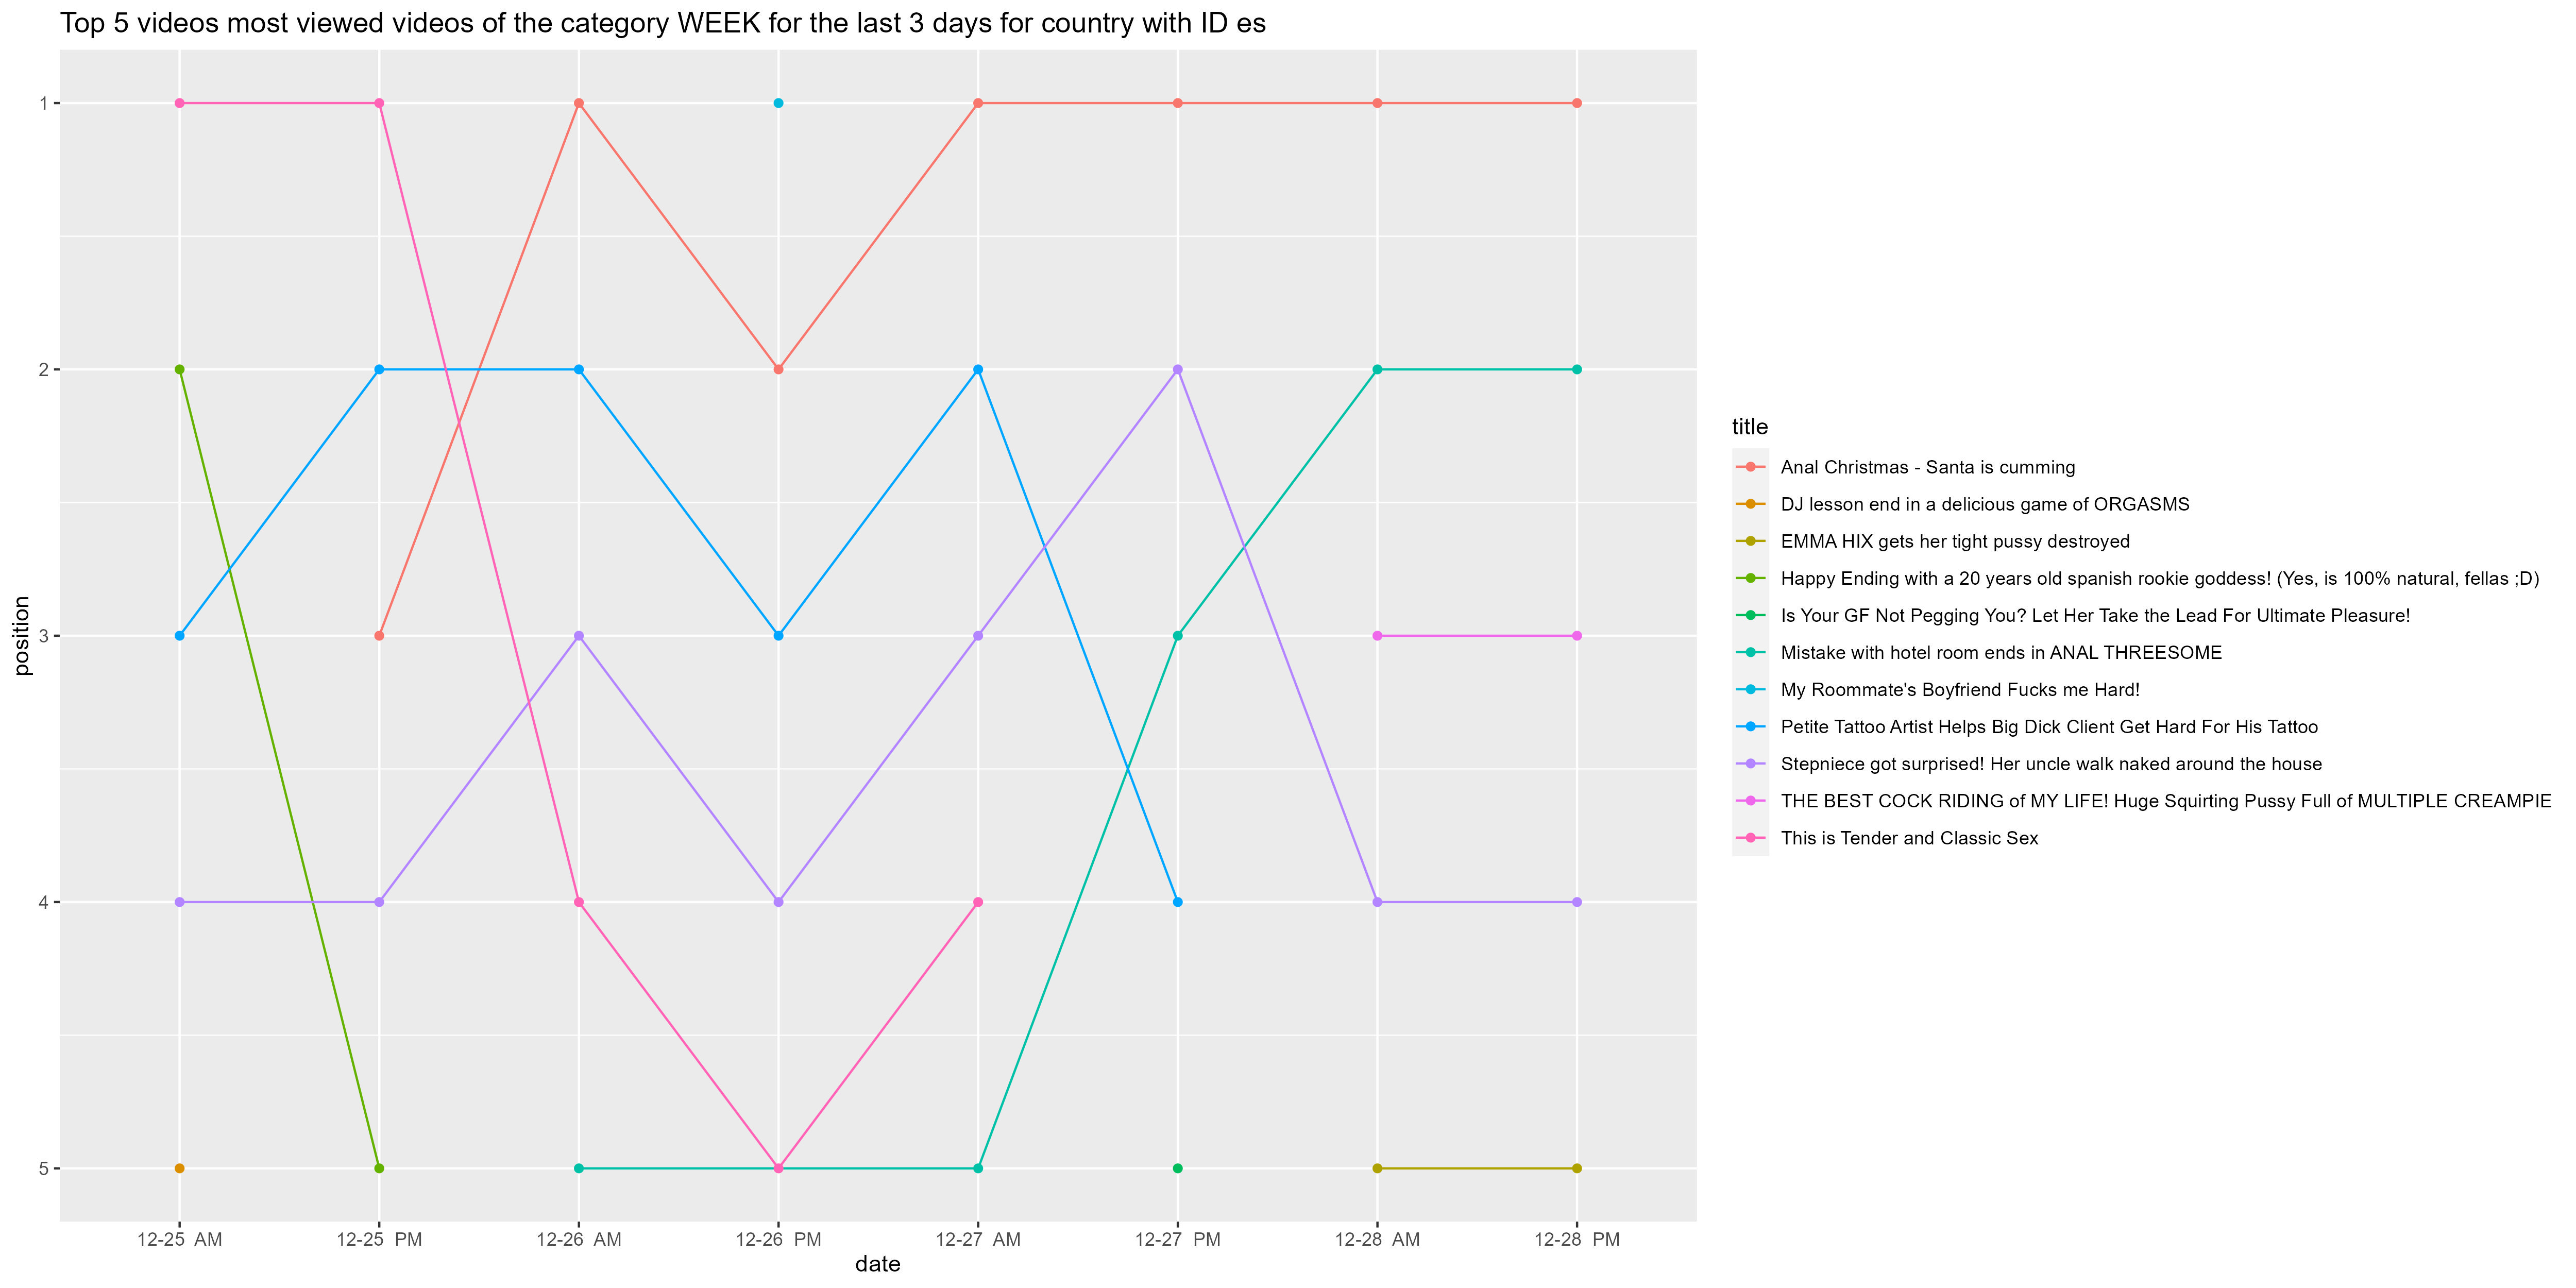 Top 5 videos most viewed videos of the category WEEK for the last 3 days for country with ID es
position
1
2
3
4
5
12-25 AM
12-25 PM
12-26 AM
12-26 PM
12-27 AM
12-27 PM
12-28 AM
12-28 PM
date
title
Anal Christmas - Santa is cumming
DJ lesson end in a delicious game of ORGASMS
EMMA HIX gets her tight pussy destroyed
Happy Ending with a 20 years old spanish rookie goddess! (Yes, is 100% natural, fellas ;D)
Is Your GF Not Pegging You? Let Her Take the Lead For Ultimate Pleasure!
Mistake with hotel room ends in ANAL THREESOME
My Roommate's Boyfriend Fucks me Hard!
Petite Tattoo Artist Helps Big Dick Client Get Hard For His Tattoo
Stepniece got surprised! Her uncle walk naked around the house
THE BEST COCK RIDING of MY LIFE! Huge Squirting Pussy Full of MULTIPLE CREAMPIE
This is Tender and Classic Sex